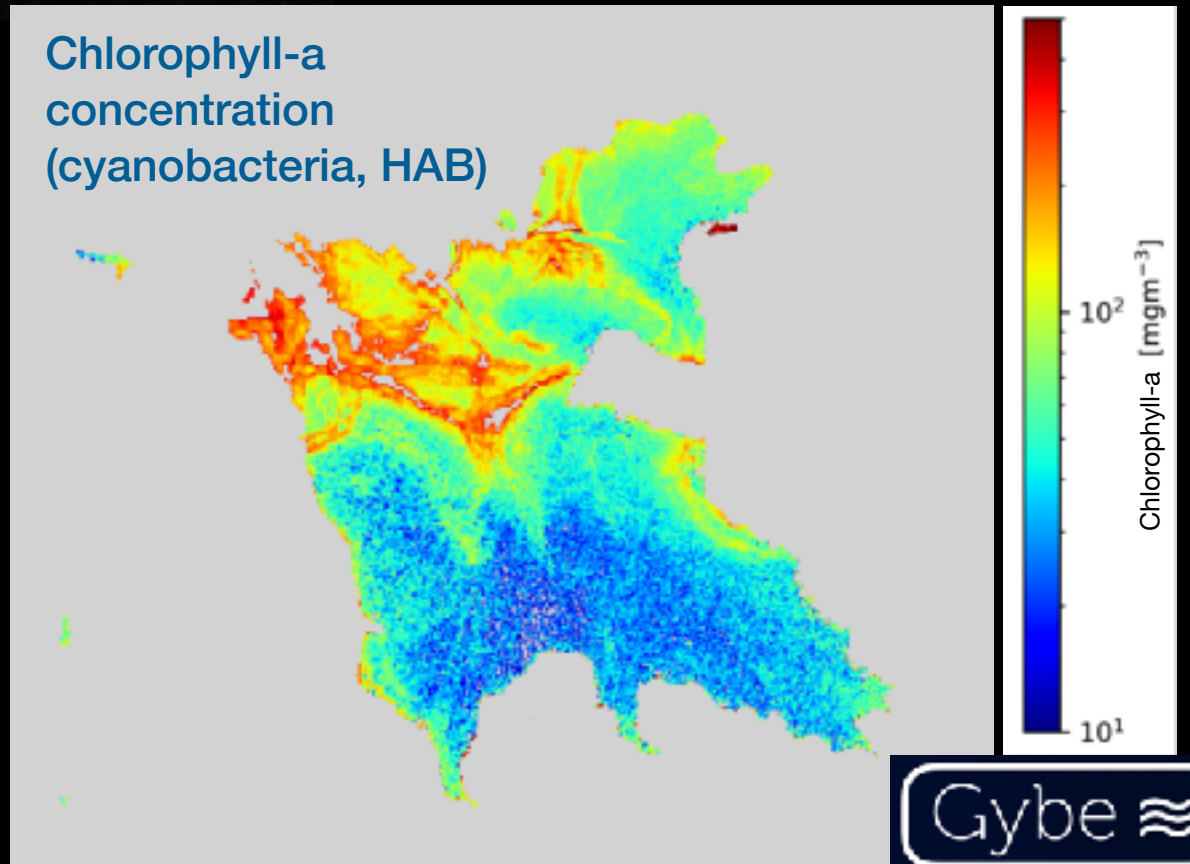 Chlorophyll-a
concentration
(cyanobacteria, HAB)
10²
Chlorophyll-a [mgm⁻³]
10¹
Gybe